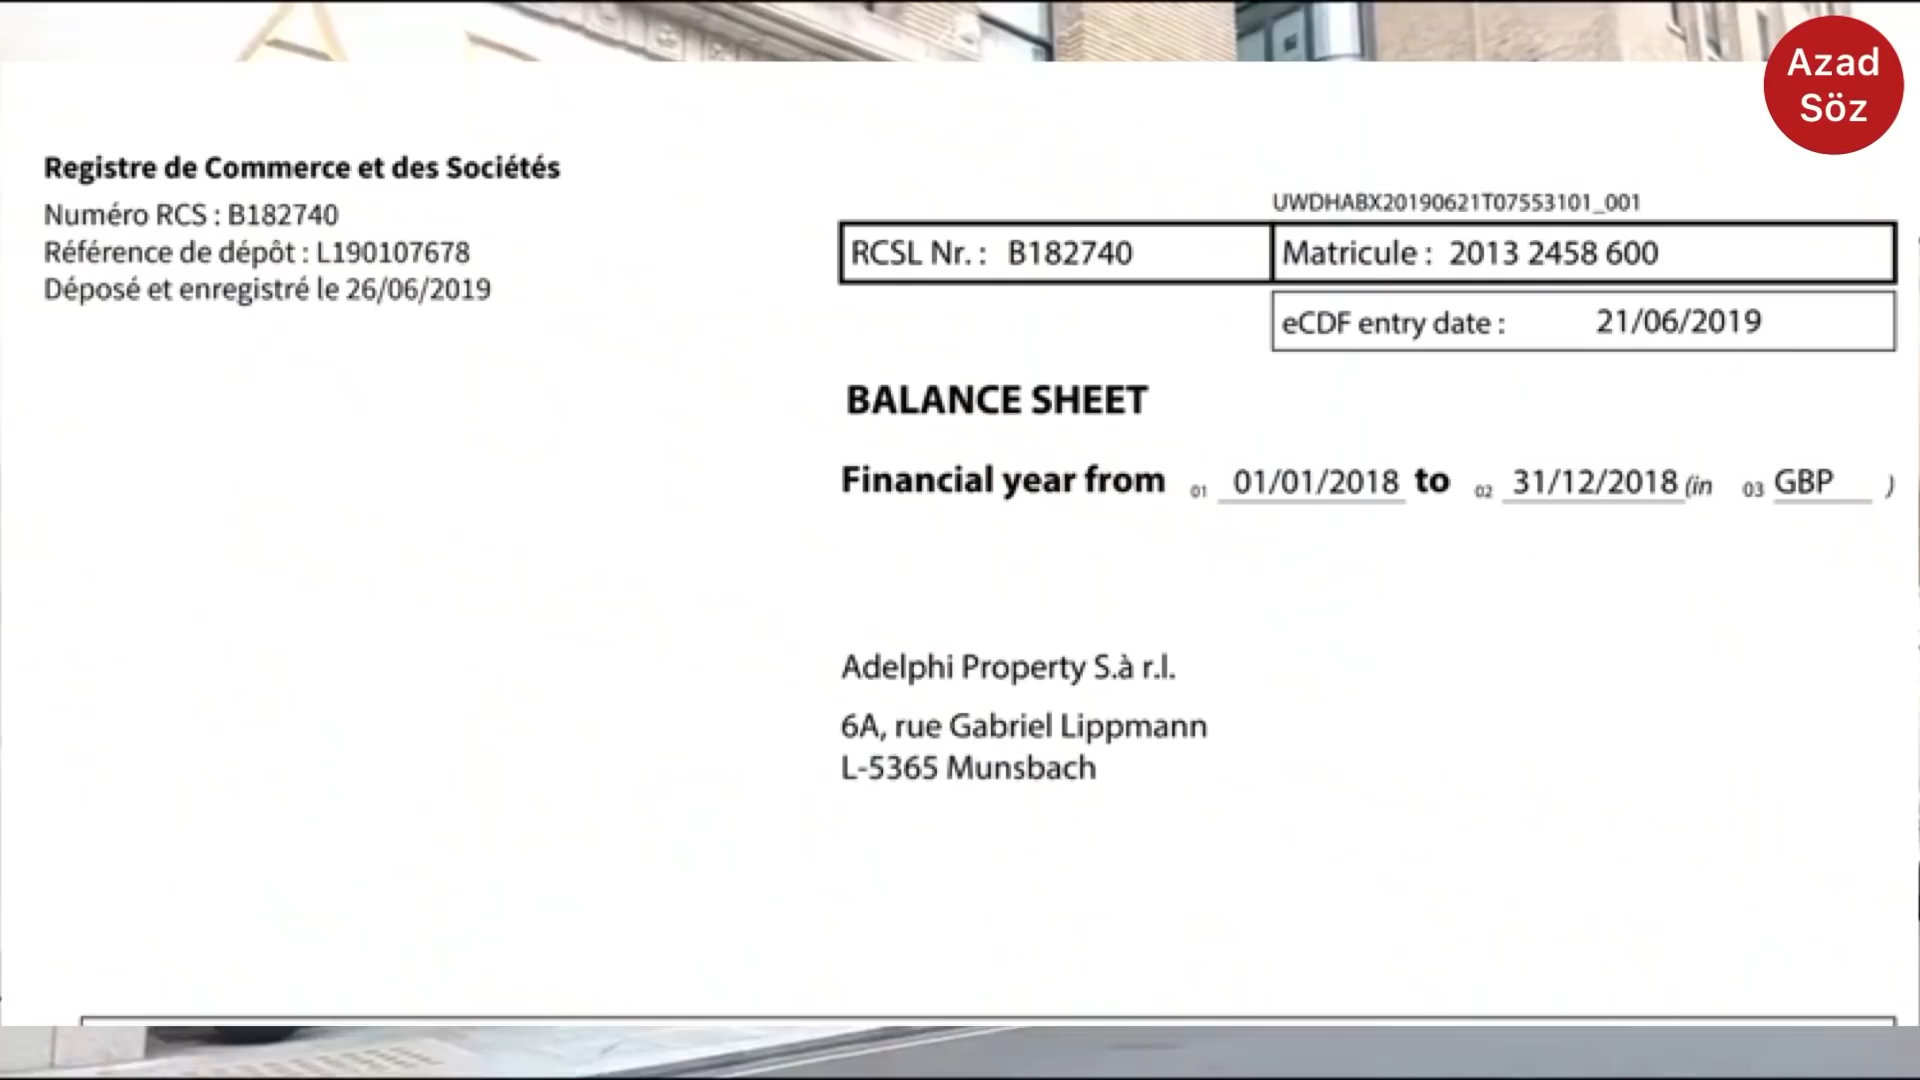 Azad
Söz
Registre de Commerce et des Sociétés
Numéro RCS : B182740
Référence de dépôt : L190107678
Déposé et enregistré le 26/06/2019
UWDHABX20190621T07553101_001
RCSL Nr. : B182740 Matricule : 2013 2458 600
eCDF entry date : 21/06/2019
BALANCE SHEET
Financial year from 01 01/01/2018 to 02 31/12/2018 (in 03 GBP )
Adelphi Property S.à r.l.
6A, rue Gabriel Lippmann
L-5365 Munsbach